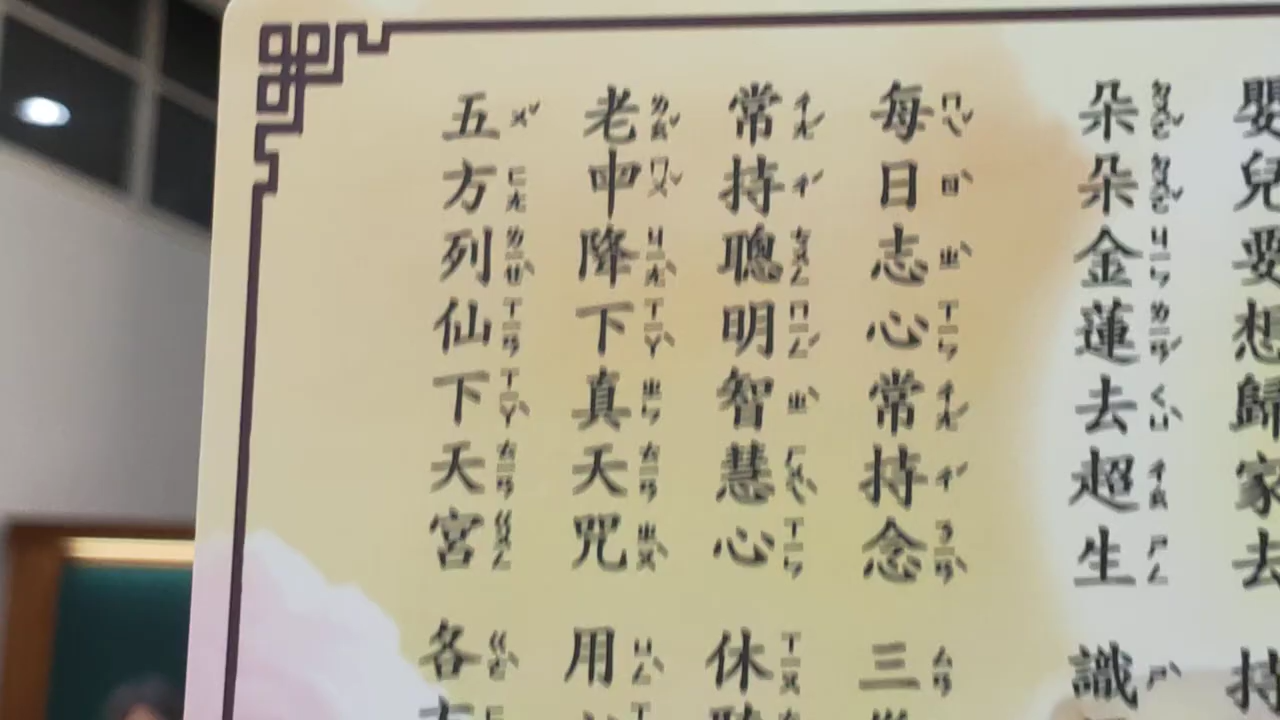 嬰兒要想歸家去 持
朵朵金蓮去超生 識
每日志心常持念 三
常持聰明智慧心 休
老母降下真天咒 用
五方列仙下天宮 各方